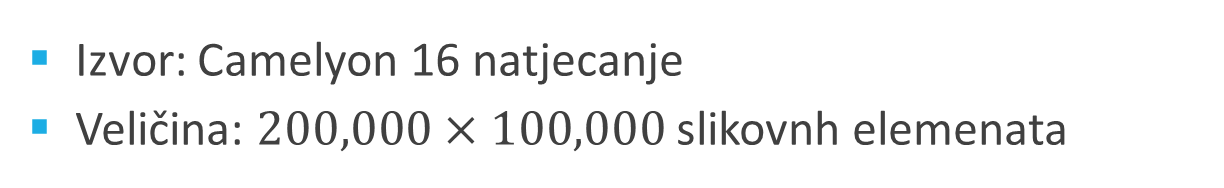 ▪ Izvor: Camelyon 16 natjecanje
▪ Veličina: 200,000 × 100,000 slikovnh elemenata